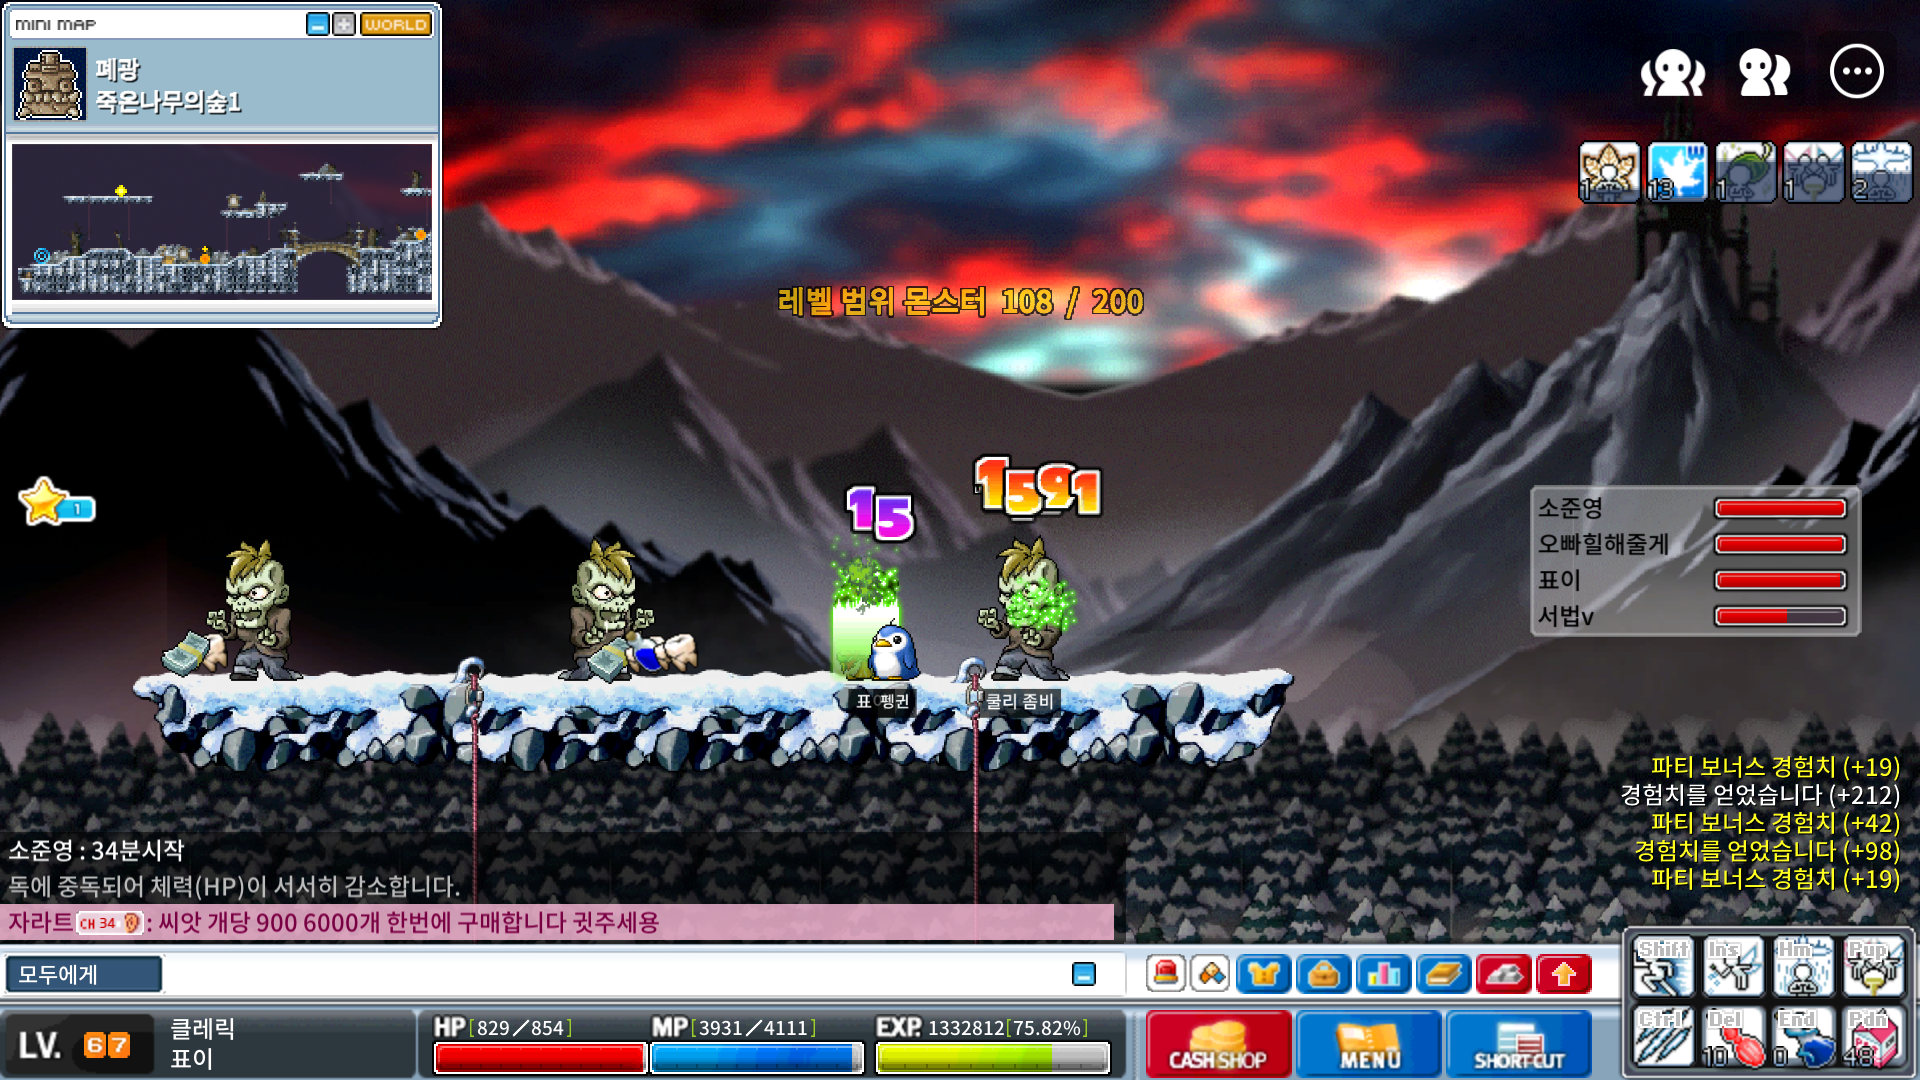 MINI MAP
WORLD
폐광
죽은나무의숲1
1
13
1
1
2
레벨 범위 몬스터 108 / 200
1
15
1591
소준영
오빠힐해줄게
표이
서법v
펭귄
쿨리 좀비
파티 보너스 경험치 (+19)
경험치를 얻었습니다 (+212)
파티 보너스 경험치 (+42)
경험치를 얻었습니다 (+98)
파티 보너스 경험치 (+19)
소준영 : 34분시작
독에 중독되어 체력(HP)이 서서히 감소합니다.
자라트 CH 34 : 씨앗 개당 900 6000개 한번에 구매합니다 귓주세용
모두에게
Shift Ins Hm Pup
Ctrl Del End Pdn
10 0 48
LV. 67
클레릭
표이
HP[829/854] MP[3931/4111] EXP. 1332812[75.82%]
CASH SHOP
MENU
SHORT CUT